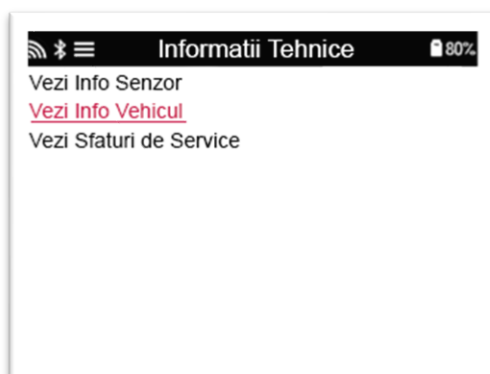 Informatii Tehnice 80%
Vezi Info Senzor
Vezi Info Vehicul
Vezi Sfaturi de Service